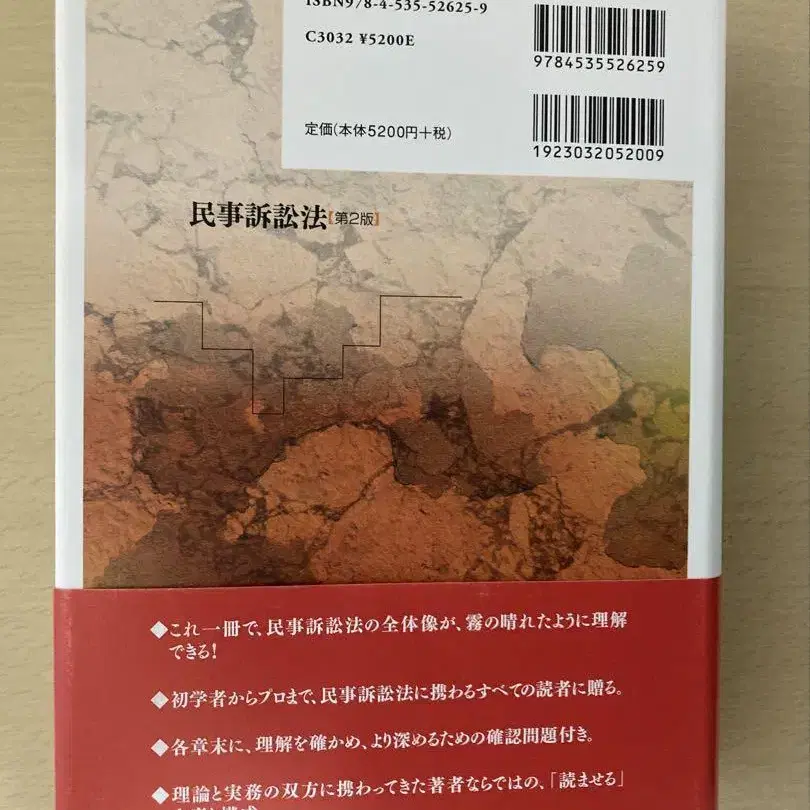 ISBN978-4-535-52625-9
C3032 ¥5200E
9784535526259
定価(本体5200円+税)
1923032052009
民事訴訟法【第2版】
◆これ一冊で、民事訴訟法の全体像が、霧の晴れたように理解
できる!
◆初学者からプロまで、民事訴訟法に携わるすべての読者に贈る。
◆各章末に、理解を確かめ、より深めるための確認問題付き。
◆理論と実務の双方に携わってきた著者ならではの、「読ませる」